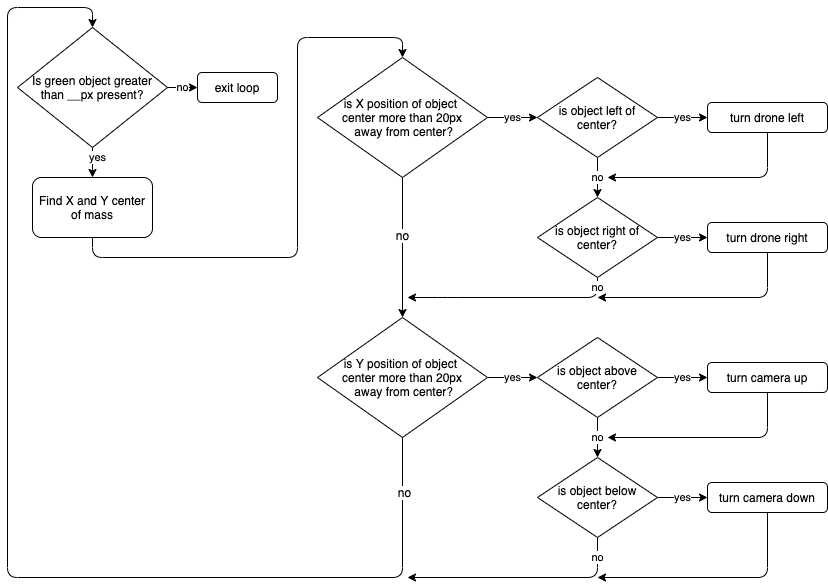 Is green object greater
than __px present?
no
exit loop
yes
Find X and Y center
of mass
is X position of object
center more than 20px
away from center?
yes
is object left of
center?
yes
turn drone left
no
is object right of
center?
yes
turn drone right
no
no
is Y position of object
center more than 20px
away from center?
yes
is object above
center?
yes
turn camera up
no
is object below
center?
yes
turn camera down
no
no